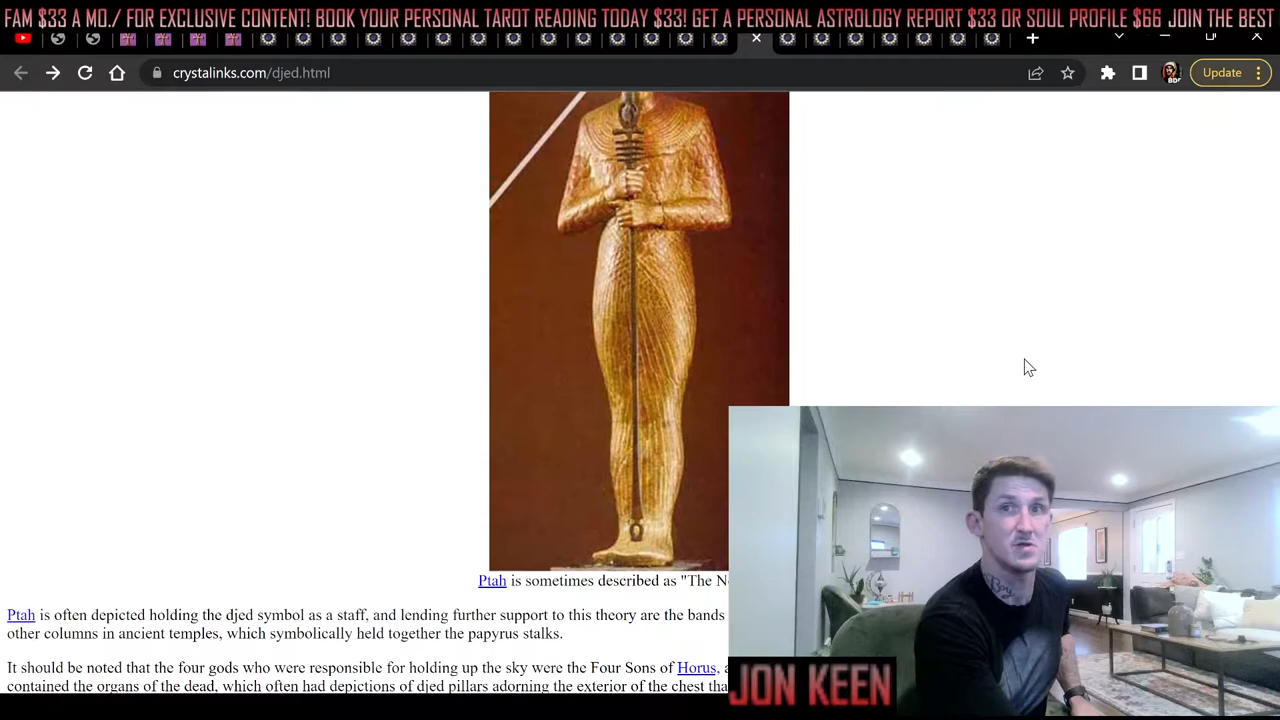 FAM $33 A MO./ FOR EXCLUSIVE CONTENT! BOOK YOUR PERSONAL TAROT READING TODAY $33! GET A PERSONAL ASTROLOGY REPORT $33 OR SOUL PROFILE $66 JOIN THE BEST
crystalinks.com/djed.html
Update
Ptah is sometimes described as "The N
Ptah is often depicted holding the djed symbol as a staff, and lending further support to this theory are the bands
other columns in ancient temples, which symbolically held together the papyrus stalks.
It should be noted that the four gods who were responsible for holding up the sky were the Four Sons of Horus,
contained the organs of the dead, which often had depictions of djed pillars adorning the exterior of the chest tha
JON KEEN